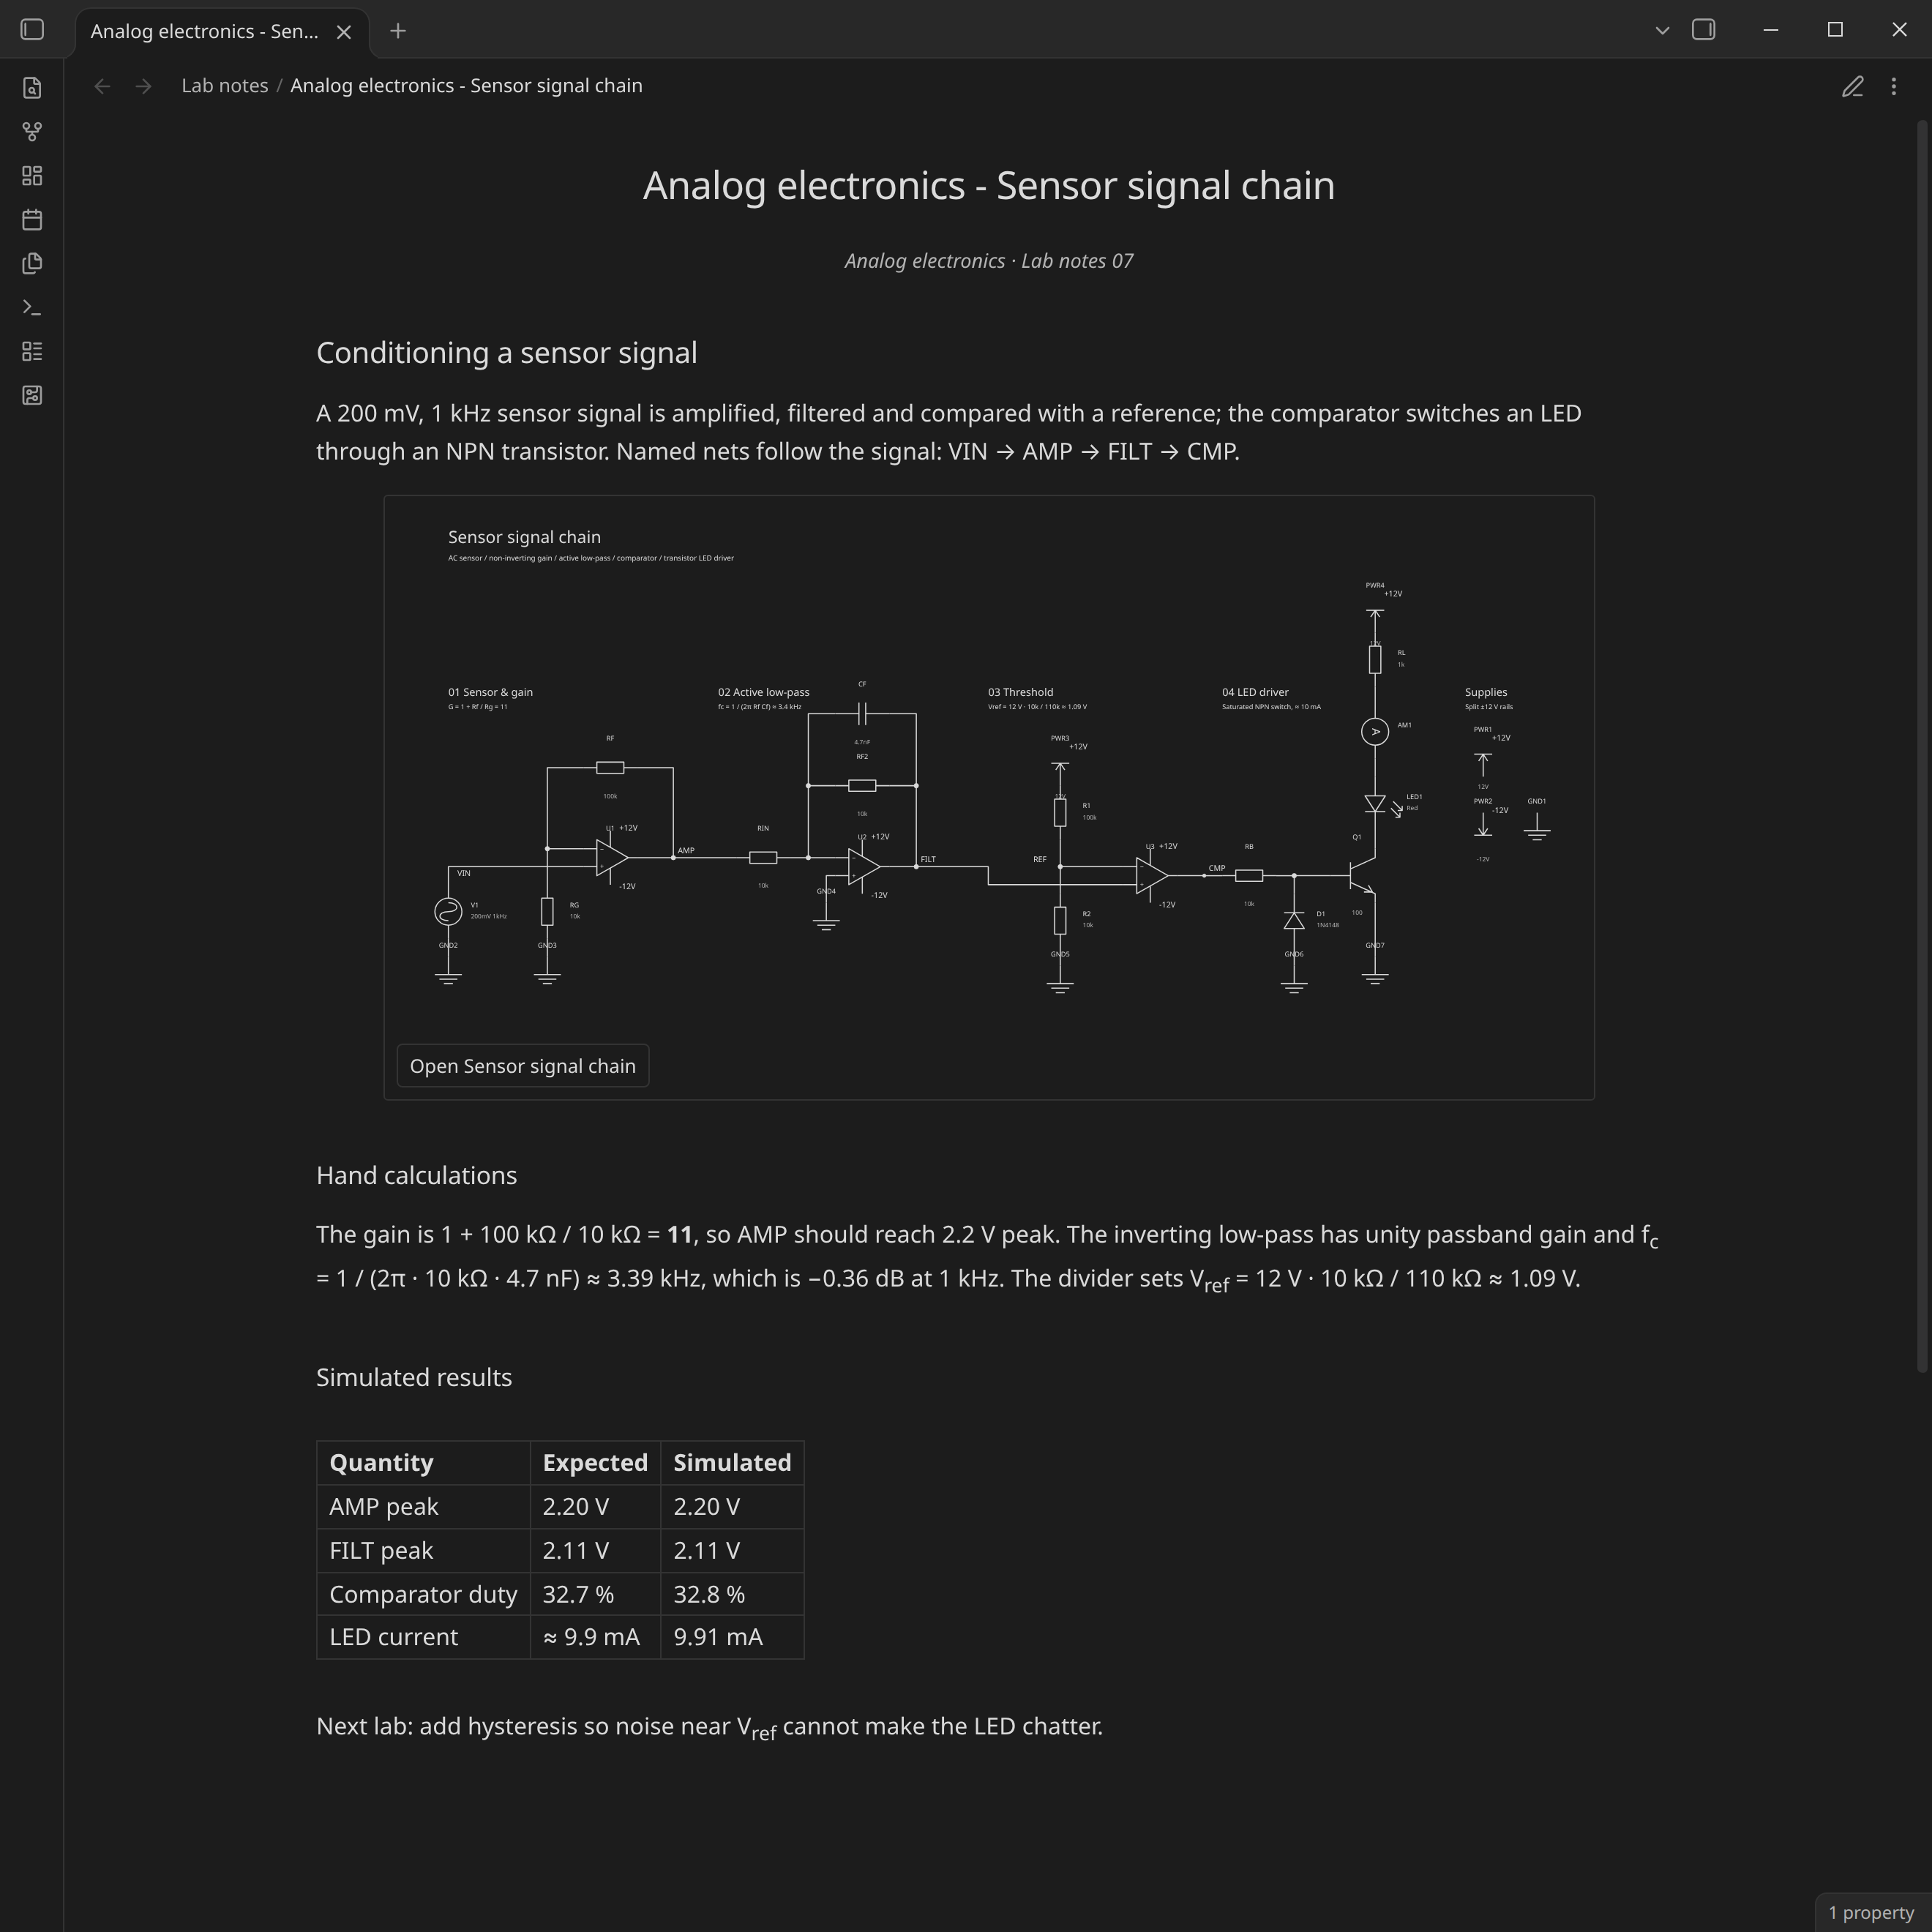 Analog electronics - Sen...
Lab notes / Analog electronics - Sensor signal chain
Analog electronics - Sensor signal chain
Analog electronics · Lab notes 07
Conditioning a sensor signal
A 200 mV, 1 kHz sensor signal is amplified, filtered and compared with a reference; the comparator switches an LED
through an NPN transistor. Named nets follow the signal: VIN → AMP → FILT → CMP.
Sensor signal chain
AC sensor / non-inverting gain / active low-pass / comparator / transistor LED driver
PWR4
+12V
12V
RL
1k
01 Sensor & gain
G = 1 + Rf / Rg = 11
02 Active low-pass
fc = 1 / (2π Rf Cf) ≈ 3.4 kHz
CF
03 Threshold
Vref = 12 V · 10k / 110k ≈ 1.09 V
04 LED driver
Saturated NPN switch, ≈ 10 mA
Supplies
Split ±12 V rails
A
AM1
RF
100k
4.7nF
RF2
10k
PWR3
+12V
12V
R1
100k
PWR1
+12V
12V
PWR2
-12V
-12V
GND1
LED1
Red
U1 +12V
-12V
AMP
RIN
10k
U2 +12V
-12V
FILT
GND4
REF
U3 +12V
-12V
CMP
RB
10k
Q1
100
VIN
V1
200mV 1kHz
GND2
RG
10k
GND3
R2
10k
GND5
D1
1N4148
GND6
GND7
Open Sensor signal chain
Hand calculations
The gain is 1 + 100 kΩ / 10 kΩ = 11, so AMP should reach 2.2 V peak. The inverting low-pass has unity passband gain and fc
= 1 / (2π · 10 kΩ · 4.7 nF) ≈ 3.39 kHz, which is −0.36 dB at 1 kHz. The divider sets Vref = 12 V · 10 kΩ / 110 kΩ ≈ 1.09 V.
Simulated results
Quantity Expected Simulated
AMP peak 2.20 V 2.20 V
FILT peak 2.11 V 2.11 V
Comparator duty 32.7 % 32.8 %
LED current ≈ 9.9 mA 9.91 mA
Next lab: add hysteresis so noise near Vref cannot make the LED chatter.
1 property